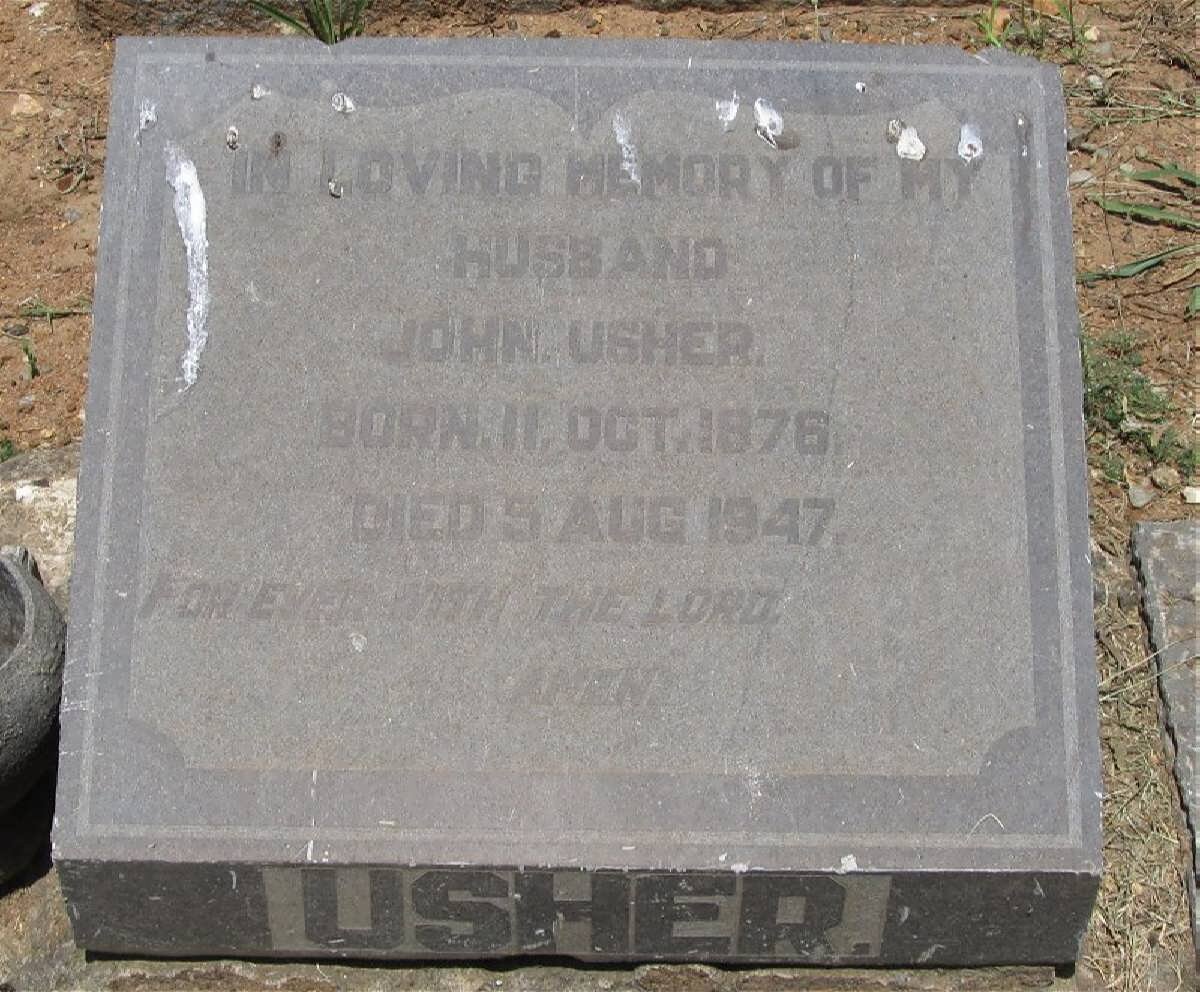 IN LOVING MEMORY OF MY
HUSBAND
JOHN. USHER.
BORN. 11. OCT. 1876.
DIED 5 AUG 1947.
FOR EVER WITH THE LORD.
AMEN.
USHER.